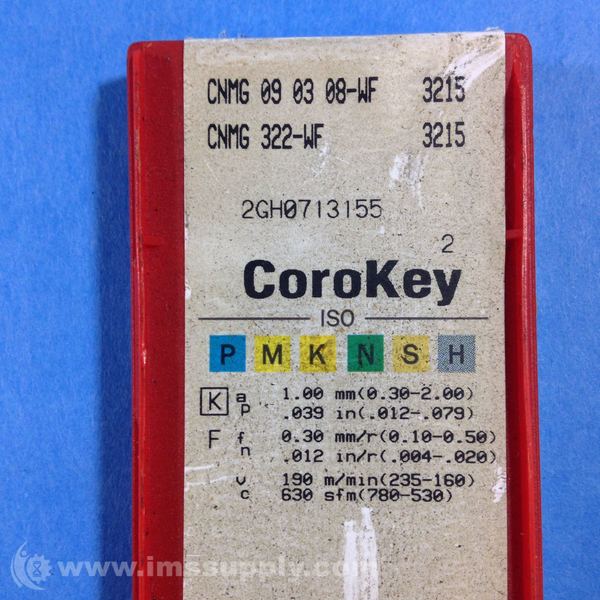 CNMG 09 03 08-WF 3215
CNMG 322-WF 3215
2GH0713155
2
CoroKey
ISO
P M K N S H
K a p 1.00 mm(0.30-2.00)
.039 in(.012-.079)
F f n 0.30 mm/r(0.10-0.50)
.012 in/r(.004-.020)
v c 190 m/min(235-160)
630 sfm(780-530)
www.imssupply.com